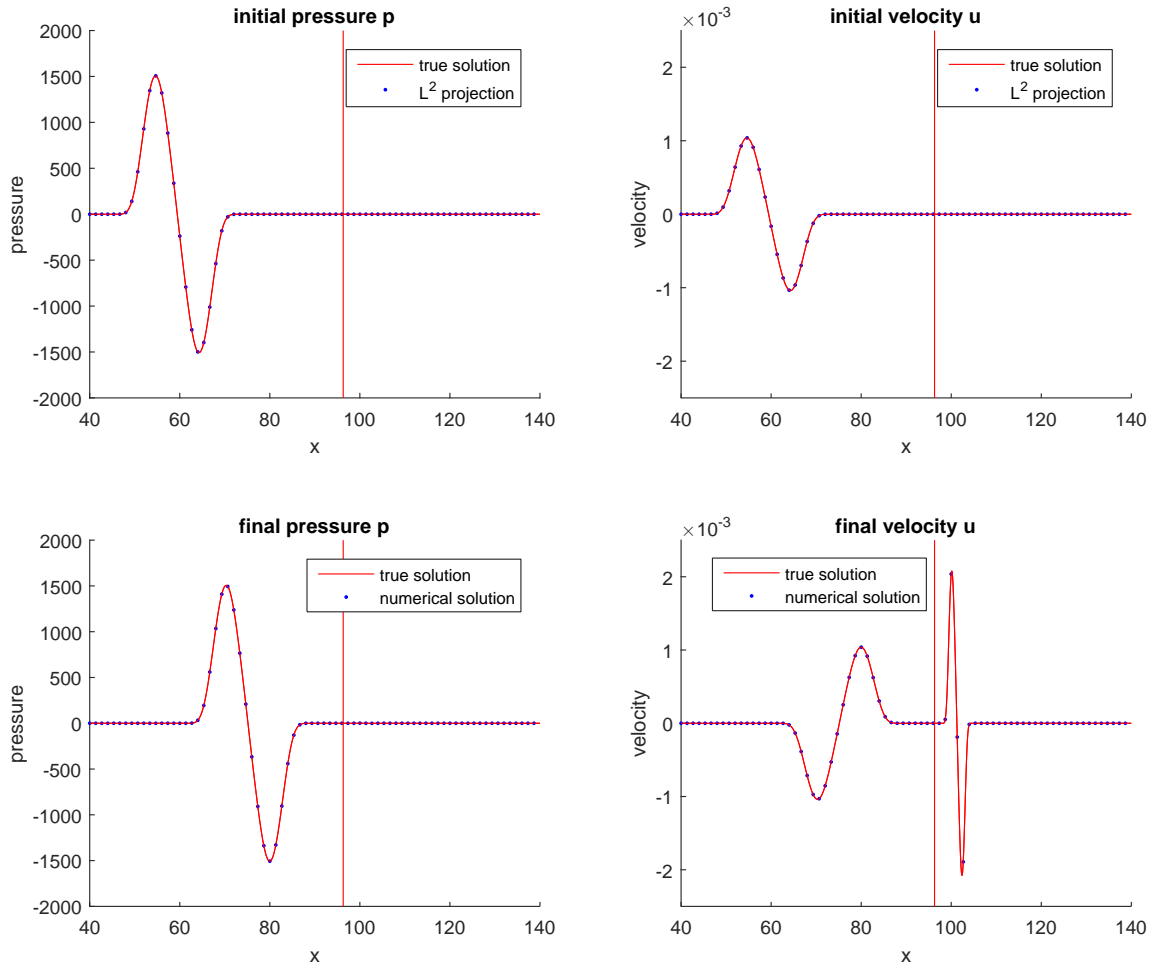 initial pressure p
2000
1500
1000
500
0
-500
-1000
-1500
-2000
pressure
40 60 80 100 120 140
x
true solution
L² projection
initial velocity u
×10⁻³
2
1
0
-1
-2
velocity
40 60 80 100 120 140
x
true solution
L² projection
final pressure p
2000
1500
1000
500
0
-500
-1000
-1500
-2000
pressure
40 60 80 100 120 140
x
true solution
numerical solution
final velocity u
×10⁻³
2
1
0
-1
-2
velocity
40 60 80 100 120 140
x
true solution
numerical solution